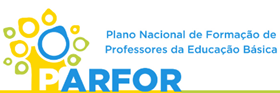 Plano Nacional de Formação de
Professores da Educação Básica
PARFOR